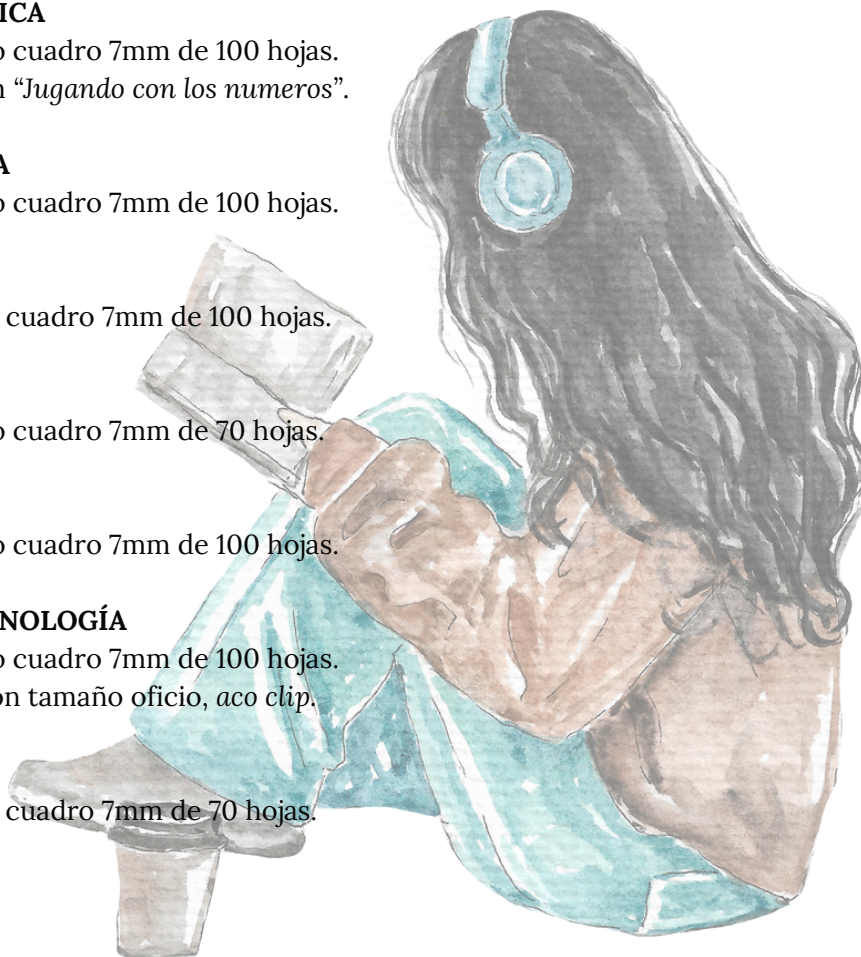 ICA
o cuadro 7mm de 100 hojas.
n “Jugando con los numeros”.
A
o cuadro 7mm de 100 hojas.
cuadro 7mm de 100 hojas.
o cuadro 7mm de 70 hojas.
o cuadro 7mm de 100 hojas.
NOLOGÍA
o cuadro 7mm de 100 hojas.
ón tamaño oficio, aco clip.
cuadro 7mm de 70 hojas.